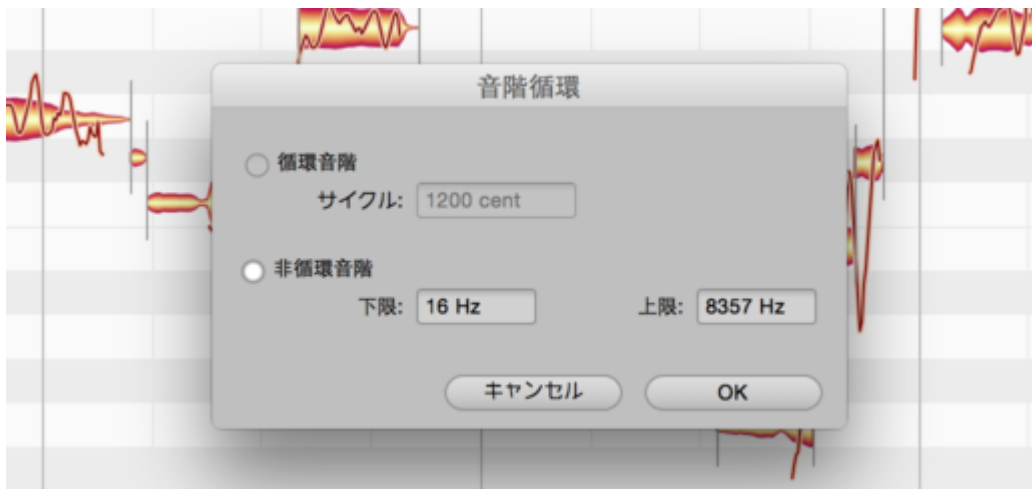 音階循環
循環音階
サイクル: 1200 cent
非循環音階
下限: 16 Hz 上限: 8357 Hz
キャンセル OK